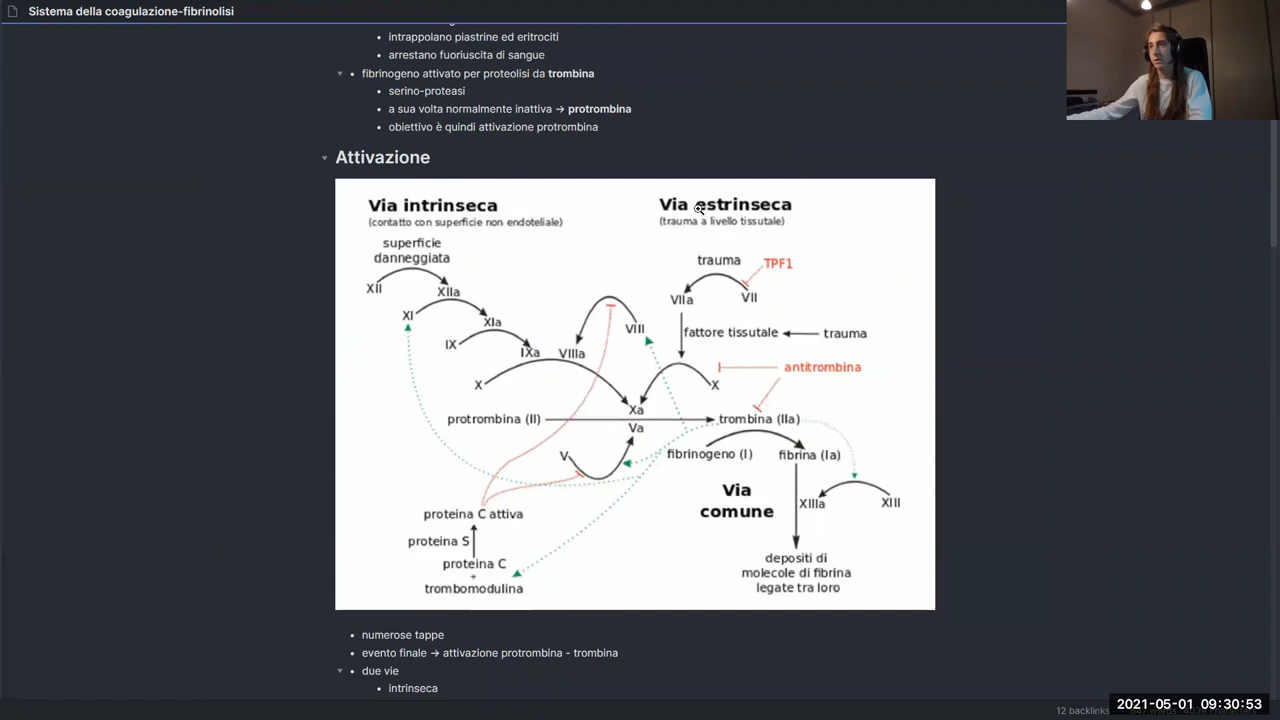 Sistema della coagulazione-fibrinolisi
intrappolano piastrine ed eritrociti
arrestano fuoriuscita di sangue
fibrinogeno attivato per proteolisi da trombina
serino-proteasi
a sua volta normalmente inattiva → protrombina
obiettivo è quindi attivazione protrombina
Attivazione
Via intrinseca
(contatto con superficie non endoteliale)
Via estrinseca
(trauma a livello tissutale)
superficie
danneggiata
trauma
TPF1
XII
XIIa
VIIa
VII
XI
XIa
VIII
fattore tissutale
trauma
IX
IXa
VIIIa
antitrombina
X
X
Xa
protrombina (II)
trombina (IIa)
Va
V
fibrinogeno (I)
fibrina (Ia)
Via
comune
XIIIa
XIII
proteina C attiva
proteina S
proteina C
+
trombomodulina
depositi di
molecole di fibrina
legate tra loro
numerose tappe
evento finale → attivazione protrombina - trombina
due vie
intrinseca
12 backlinks
2021-05-01 09:30:53